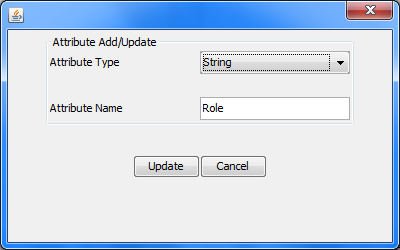 Attribute Add/Update
Attribute Type String
Attribute Name Role
Update Cancel